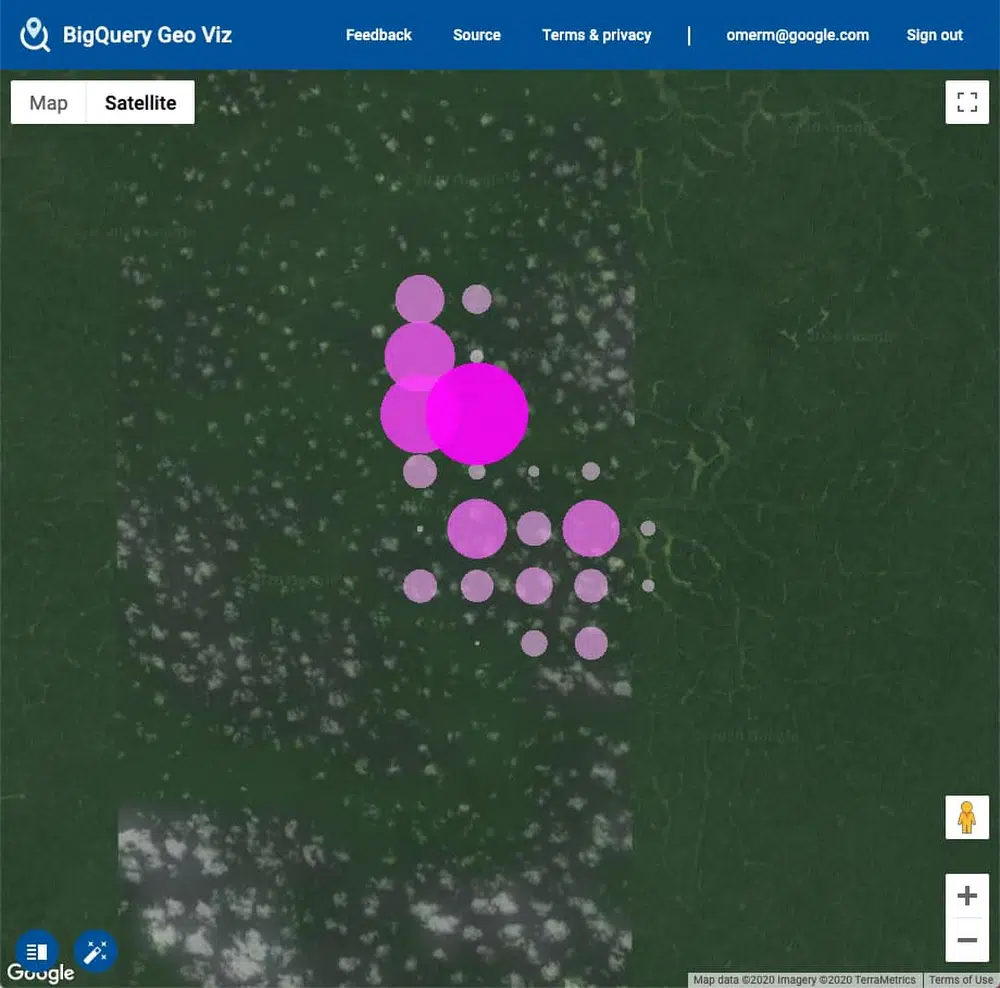 BigQuery Geo Viz
Feedback
Source
Terms & privacy
|
omerm@google.com
Sign out
Map
Satellite
Google
Map data ©2020 Imagery ©2020 TerraMetrics
Terms of Use